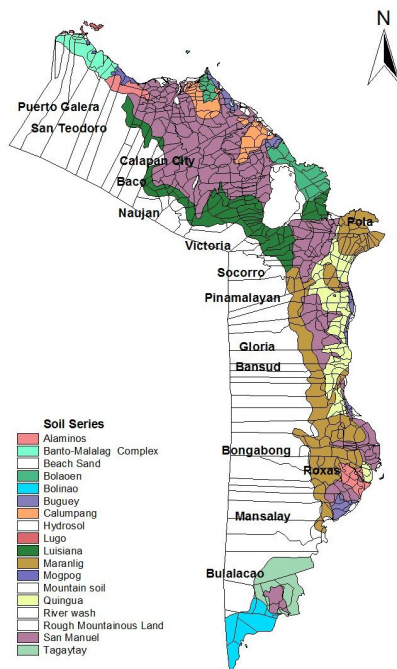 N
Puerto Galera
San Teodoro
Calapan City
Baco
Naujan
Victoria
Pola
Socorro
Pinamalayan
Gloria
Bansud
Bongabong
Roxas
Mansalay
Bulalacao
Soil Series
Alaminos
Banto-Malalag Complex
Beach Sand
Bolaoen
Bolinao
Buguey
Calumpang
Hydrosol
Lugo
Luisiana
Maranlig
Mogpog
Mountain soil
Quingua
River wash
Rough Mountainous Land
San Manuel
Tagaytay